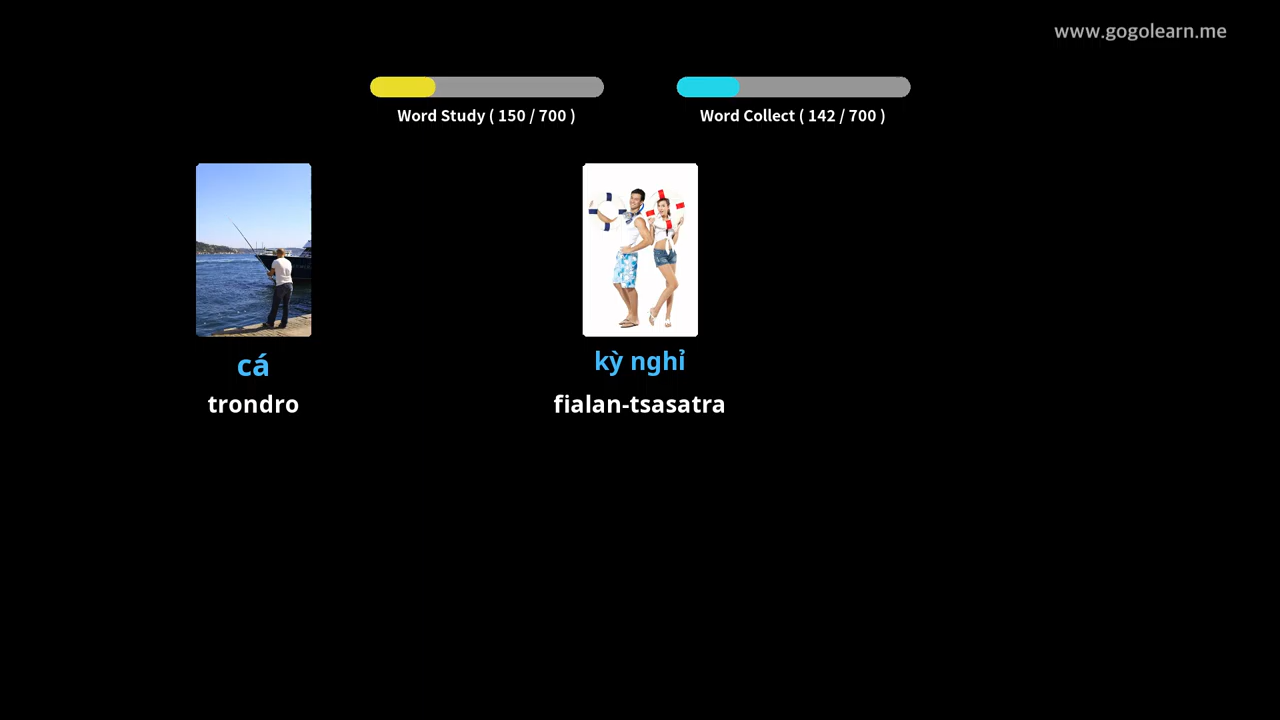 www.gogolearn.me
Word Study ( 150 / 700 )
Word Collect ( 142 / 700 )
cá
kỳ nghỉ
trondro
fialan-tsasatra